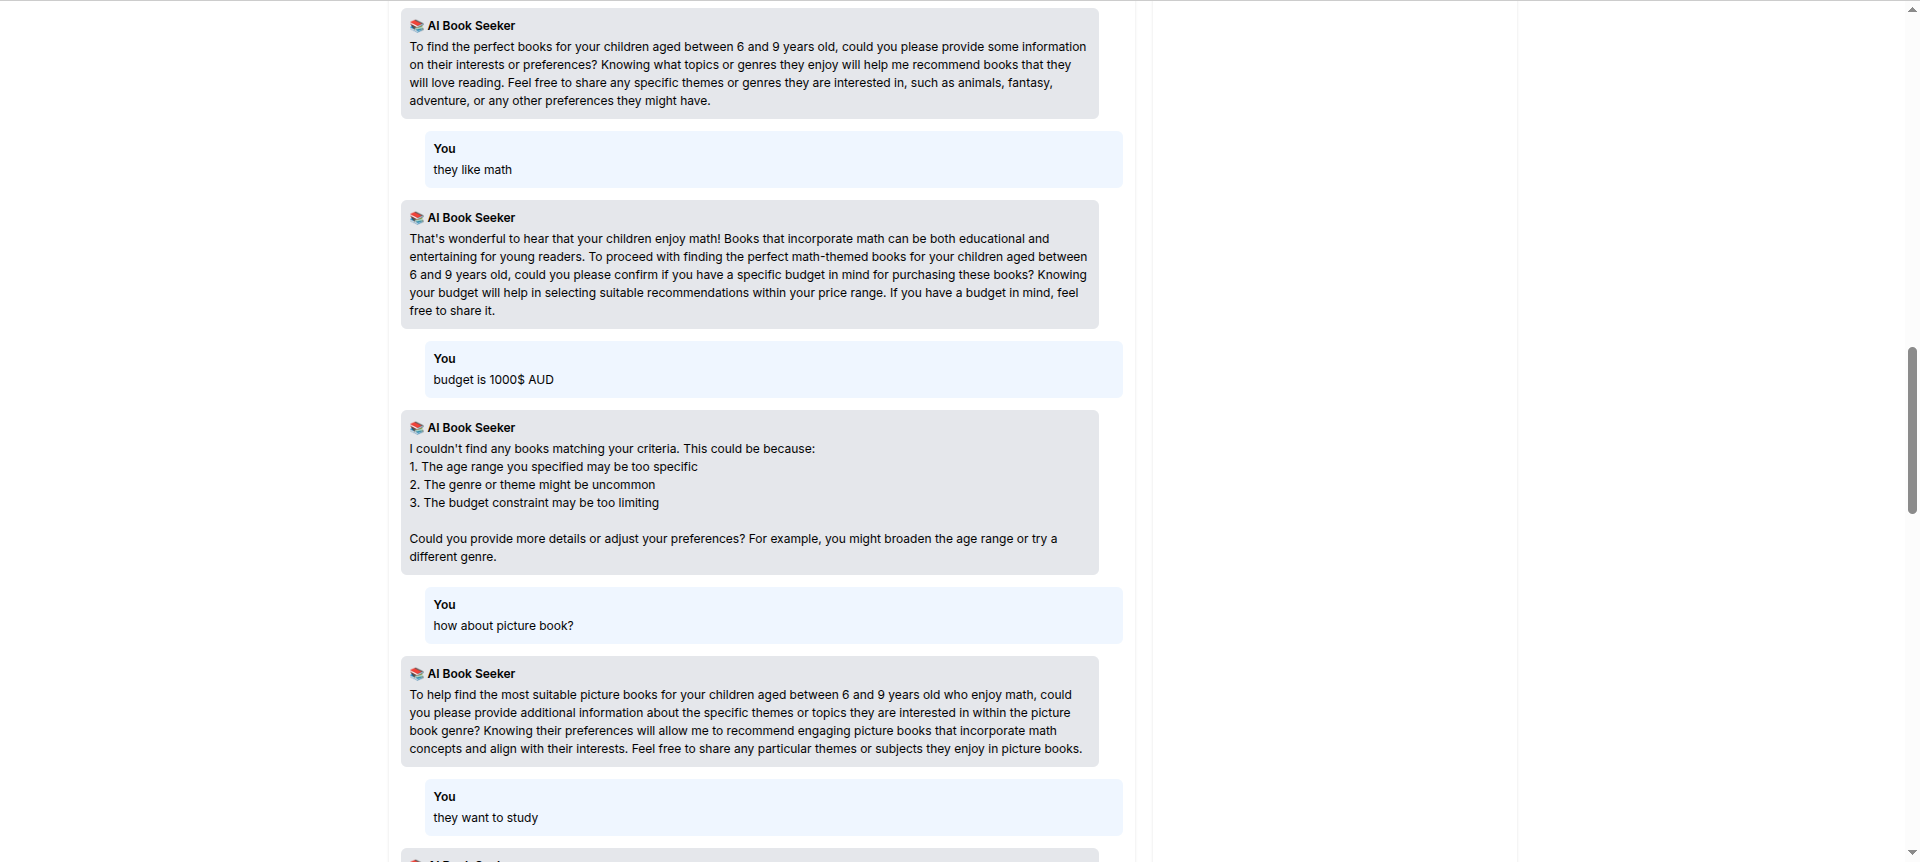 AI Book Seeker
To find the perfect books for your children aged between 6 and 9 years old, could you please provide some information
on their interests or preferences? Knowing what topics or genres they enjoy will help me recommend books that they
will love reading. Feel free to share any specific themes or genres they are interested in, such as animals, fantasy,
adventure, or any other preferences they might have.
You
they like math
AI Book Seeker
That's wonderful to hear that your children enjoy math! Books that incorporate math can be both educational and
entertaining for young readers. To proceed with finding the perfect math-themed books for your children aged between
6 and 9 years old, could you please confirm if you have a specific budget in mind for purchasing these books? Knowing
your budget will help in selecting suitable recommendations within your price range. If you have a budget in mind, feel
free to share it.
You
budget is 1000$ AUD
AI Book Seeker
I couldn't find any books matching your criteria. This could be because:
1. The age range you specified may be too specific
2. The genre or theme might be uncommon
3. The budget constraint may be too limiting
Could you provide more details or adjust your preferences? For example, you might broaden the age range or try a
different genre.
You
how about picture book?
AI Book Seeker
To help find the most suitable picture books for your children aged between 6 and 9 years old who enjoy math, could
you please provide additional information about the specific themes or topics they are interested in within the picture
book genre? Knowing their preferences will allow me to recommend engaging picture books that incorporate math
concepts and align with their interests. Feel free to share any particular themes or subjects they enjoy in picture books.
You
they want to study